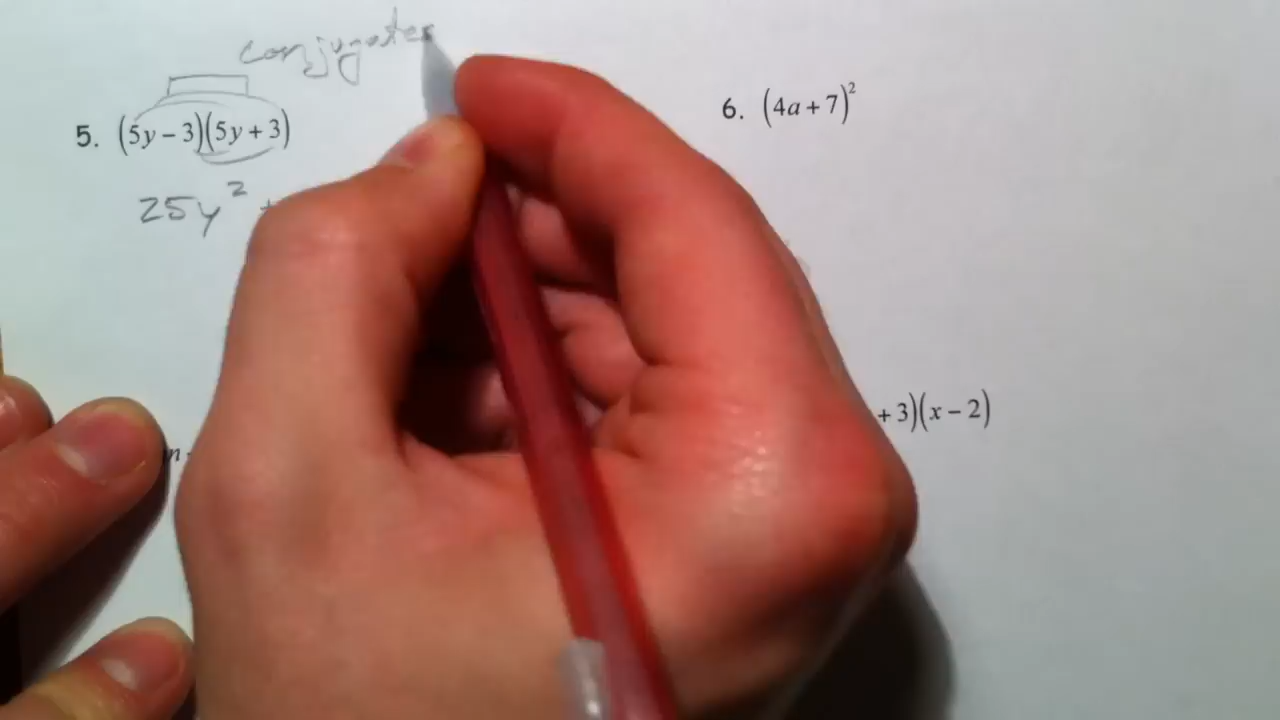 conjugates
5. (5y – 3)(5y + 3)
6. (4a + 7)²
25y² +
+ 3)(x – 2)
n -